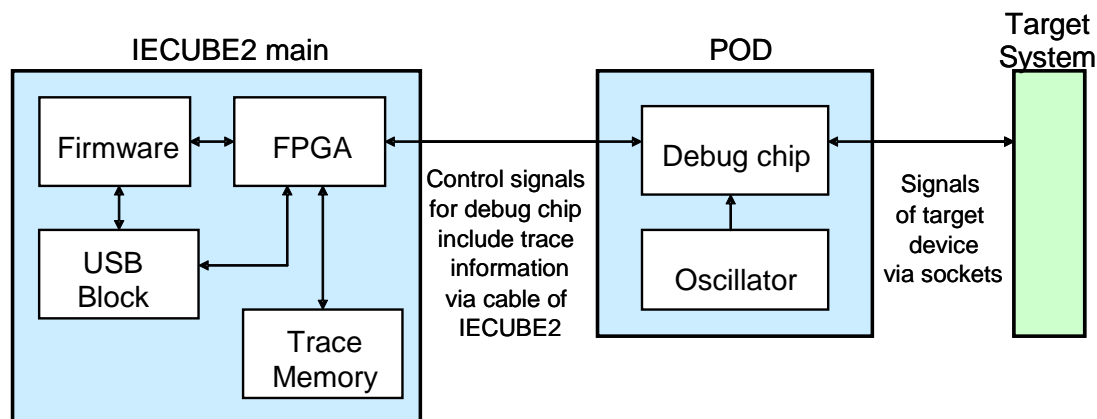 IECUBE2 main
POD
Target
System
Firmware
FPGA
USB
Block
Trace
Memory
Control signals
for debug chip
include trace
information
via cable of
IECUBE2
Debug chip
Oscillator
Signals
of target
device
via sockets